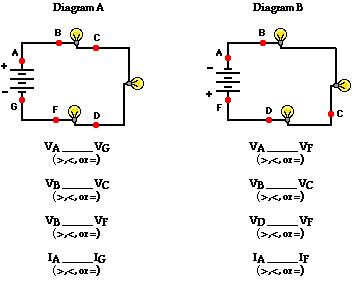 Diagram A
A
B
C
+
−
G
F
D
VA _____ VG
(>,<, or =)
VB _____ VC
(>,<, or =)
VB _____ VF
(>,<, or =)
IA _____ IG
(>,<, or =)
Diagram B
A
B
−
+
F
D
C
VA _____ VF
(>,<, or =)
VB _____ VC
(>,<, or =)
VD _____ VF
(>,<, or =)
IA _____ IF
(>,<, or =)